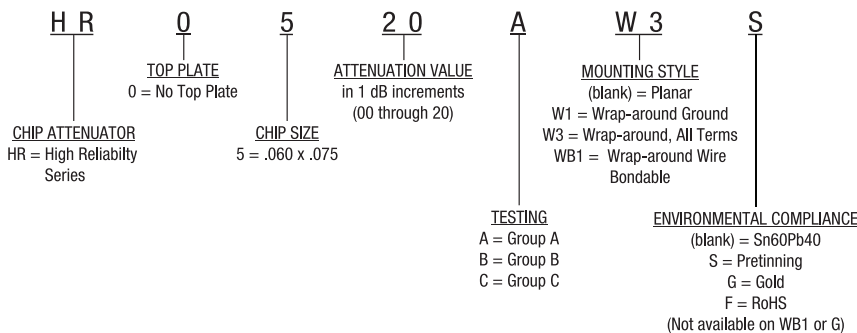 H R 0 5 2 0 A W 3 S
TOP PLATE
0 = No Top Plate
ATTENUATION VALUE
in 1 dB increments
(00 through 20)
MOUNTING STYLE
(blank) = Planar
W1 = Wrap-around Ground
W3 = Wrap-around, All Terms
WB1 = Wrap-around Wire
Bondable
CHIP ATTENUATOR
HR = High Reliabilty
Series
CHIP SIZE
5 = .060 x .075
TESTING
A = Group A
B = Group B
C = Group C
ENVIRONMENTAL COMPLIANCE
(blank) = Sn60Pb40
S = Pretinning
G = Gold
F = RoHS
(Not available on WB1 or G)